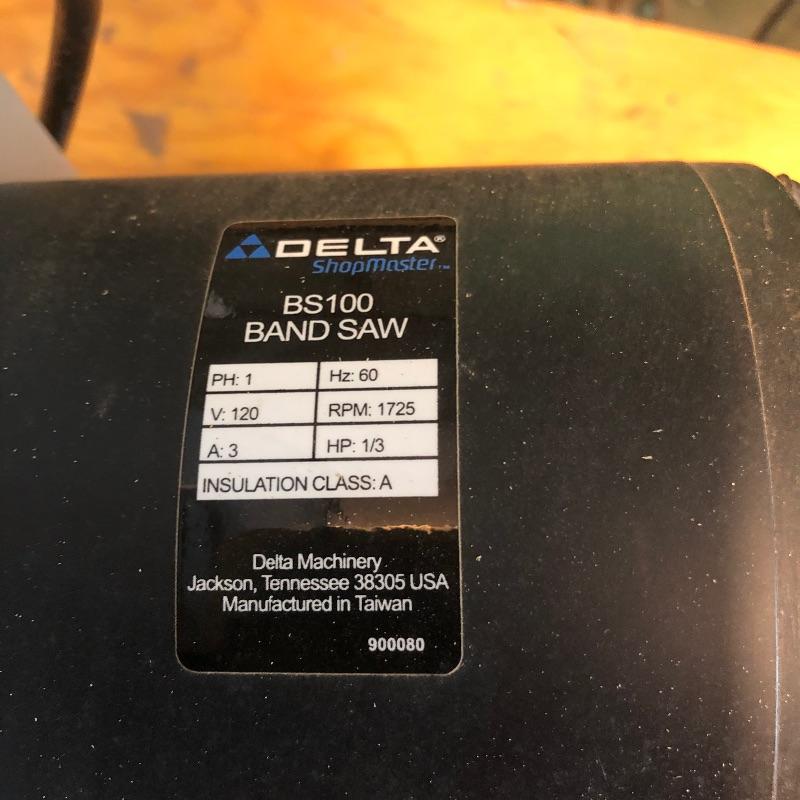 DELTA®
ShopMaster™
BS100
BAND SAW
PH: 1 Hz: 60
V: 120 RPM: 1725
A: 3 HP: 1/3
INSULATION CLASS: A
Delta Machinery
Jackson, Tennessee 38305 USA
Manufactured in Taiwan
900080